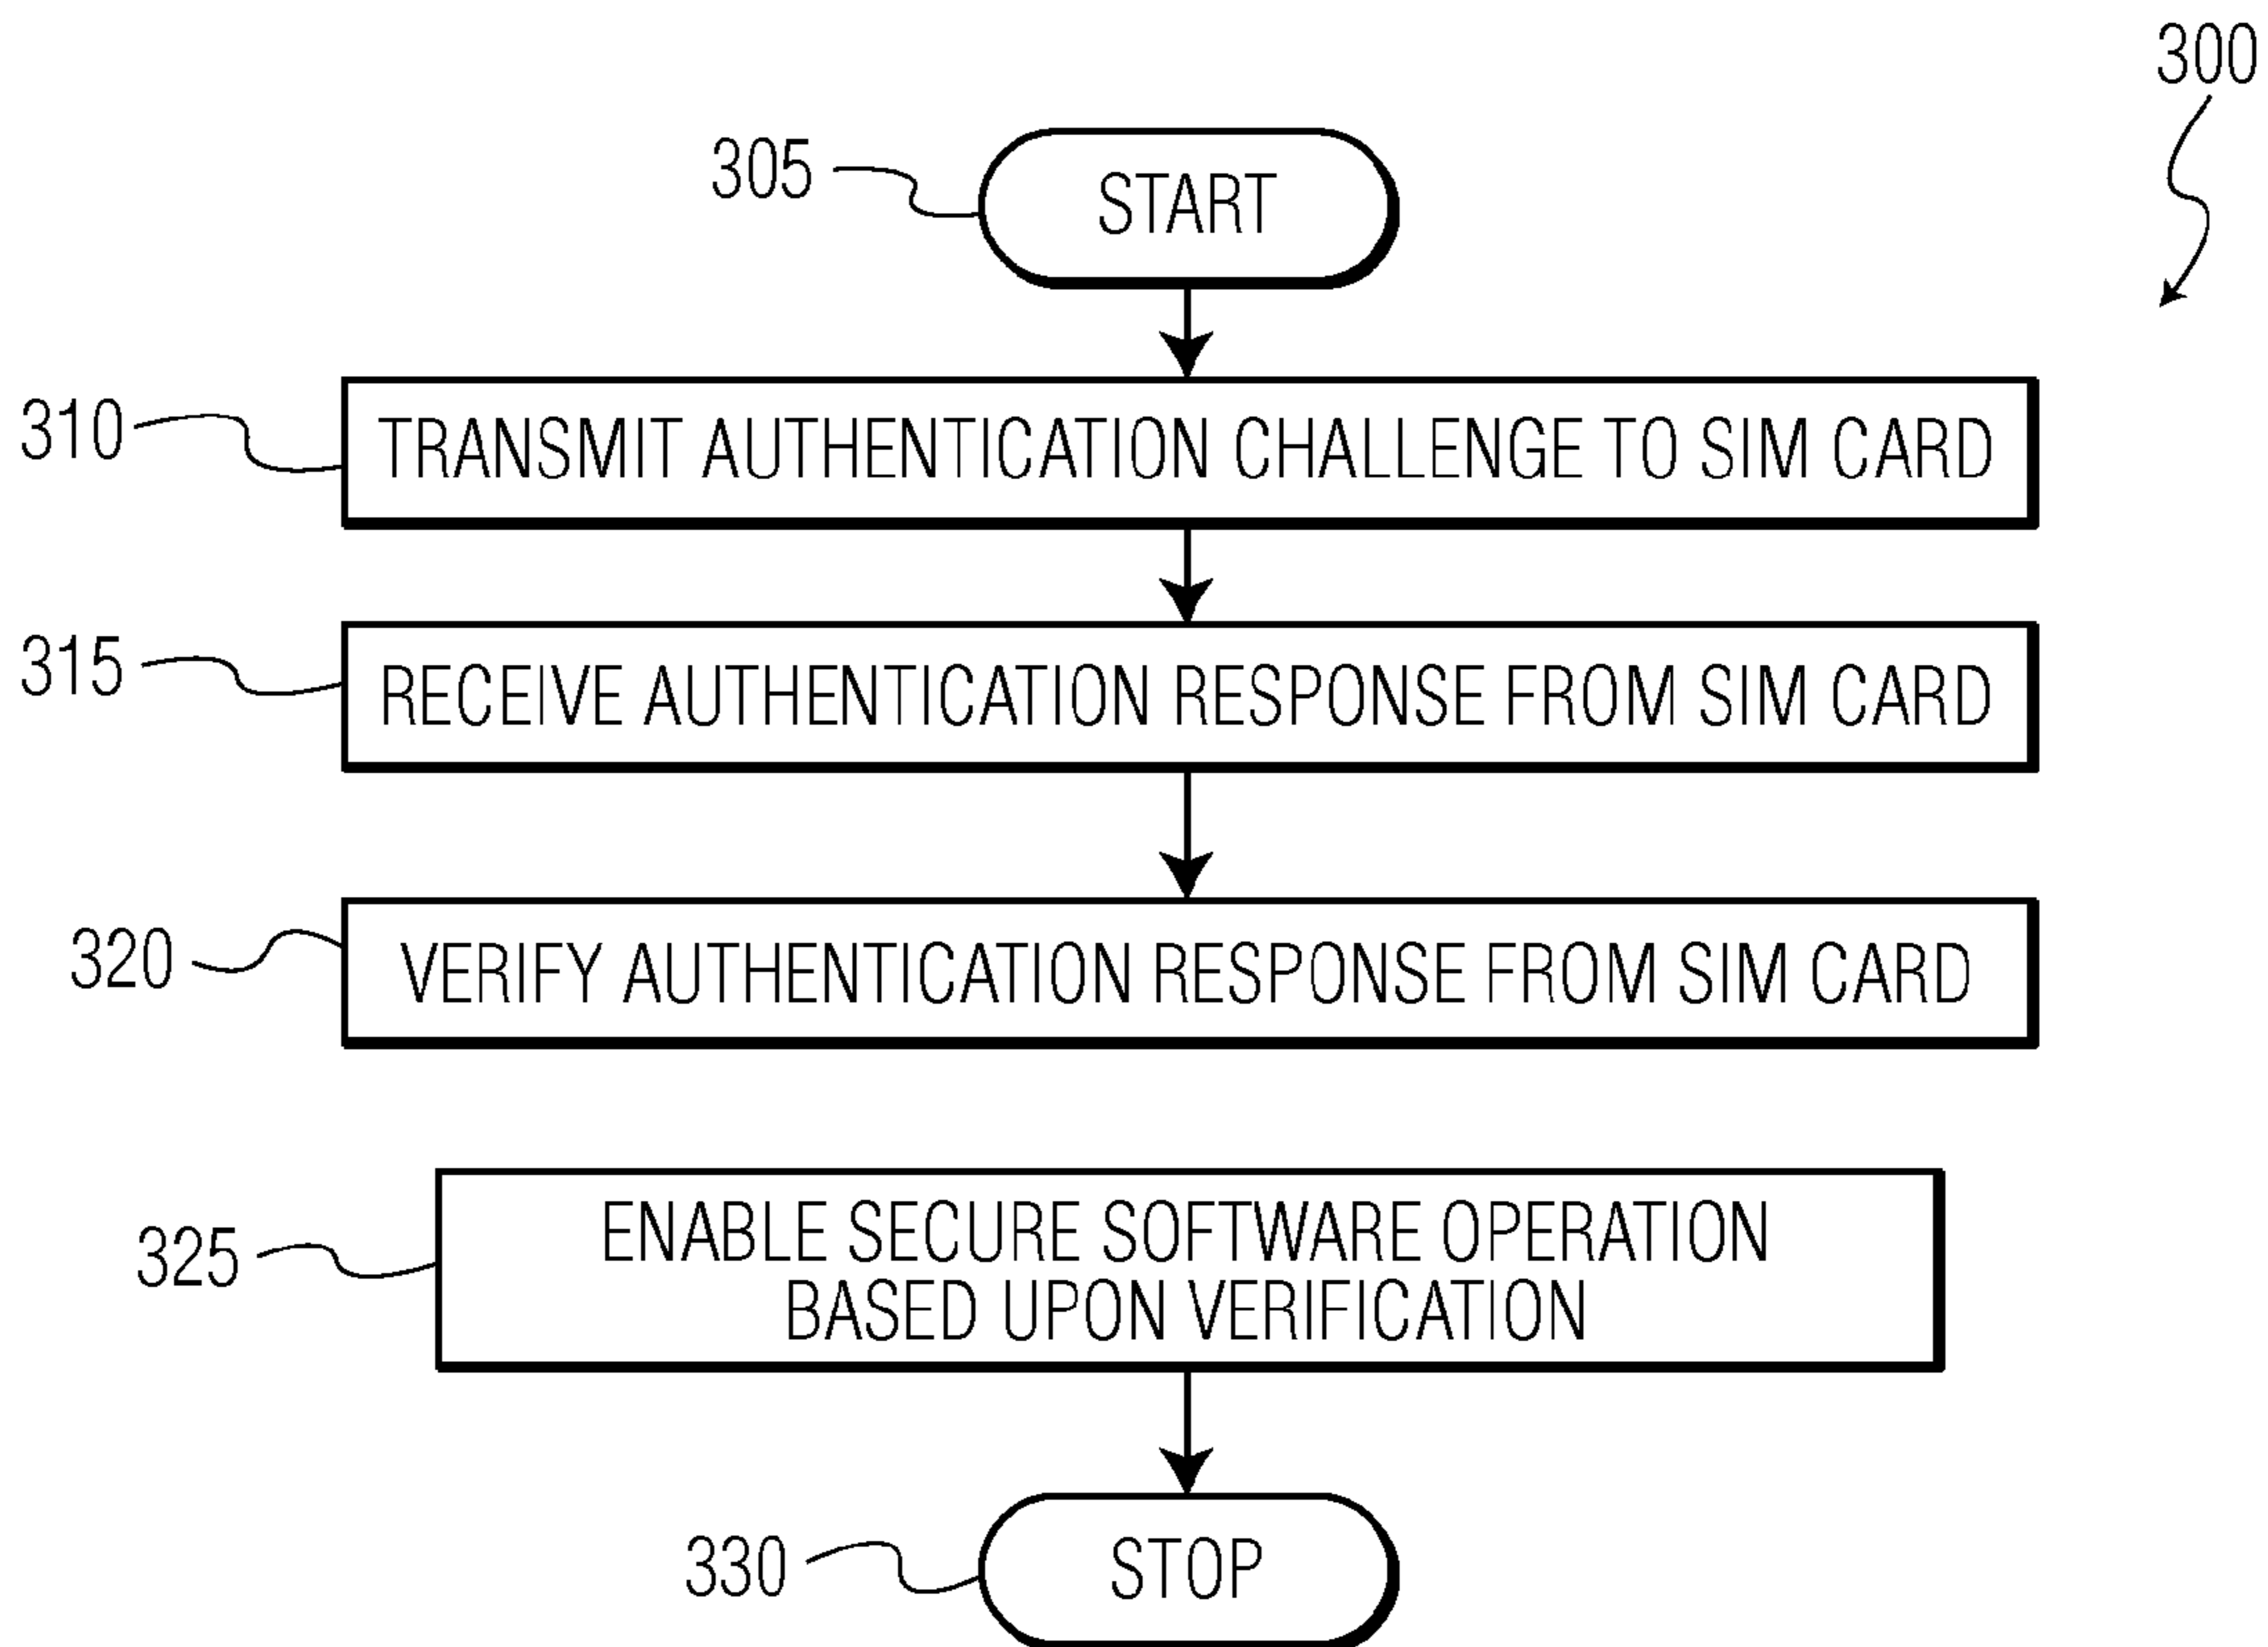 300
305
START
310
TRANSMIT AUTHENTICATION CHALLENGE TO SIM CARD
315
RECEIVE AUTHENTICATION RESPONSE FROM SIM CARD
320
VERIFY AUTHENTICATION RESPONSE FROM SIM CARD
325
ENABLE SECURE SOFTWARE OPERATION
BASED UPON VERIFICATION
330
STOP